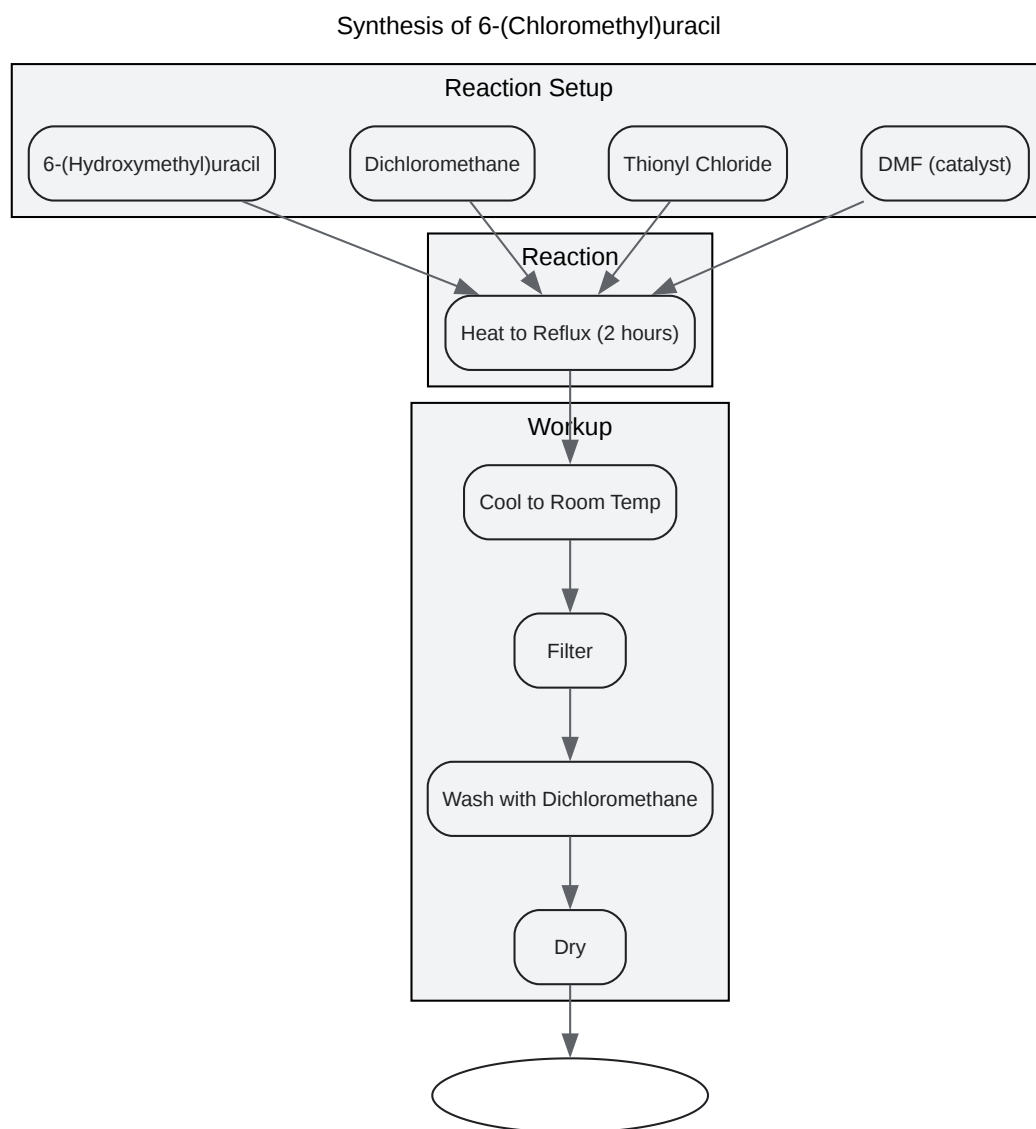 Synthesis of 6-(Chloromethyl)uracil
Reaction Setup
6-(Hydroxymethyl)uracil
Dichloromethane
Thionyl Chloride
DMF (catalyst)
Reaction
Heat to Reflux (2 hours)
Workup
Cool to Room Temp
Filter
Wash with Dichloromethane
Dry